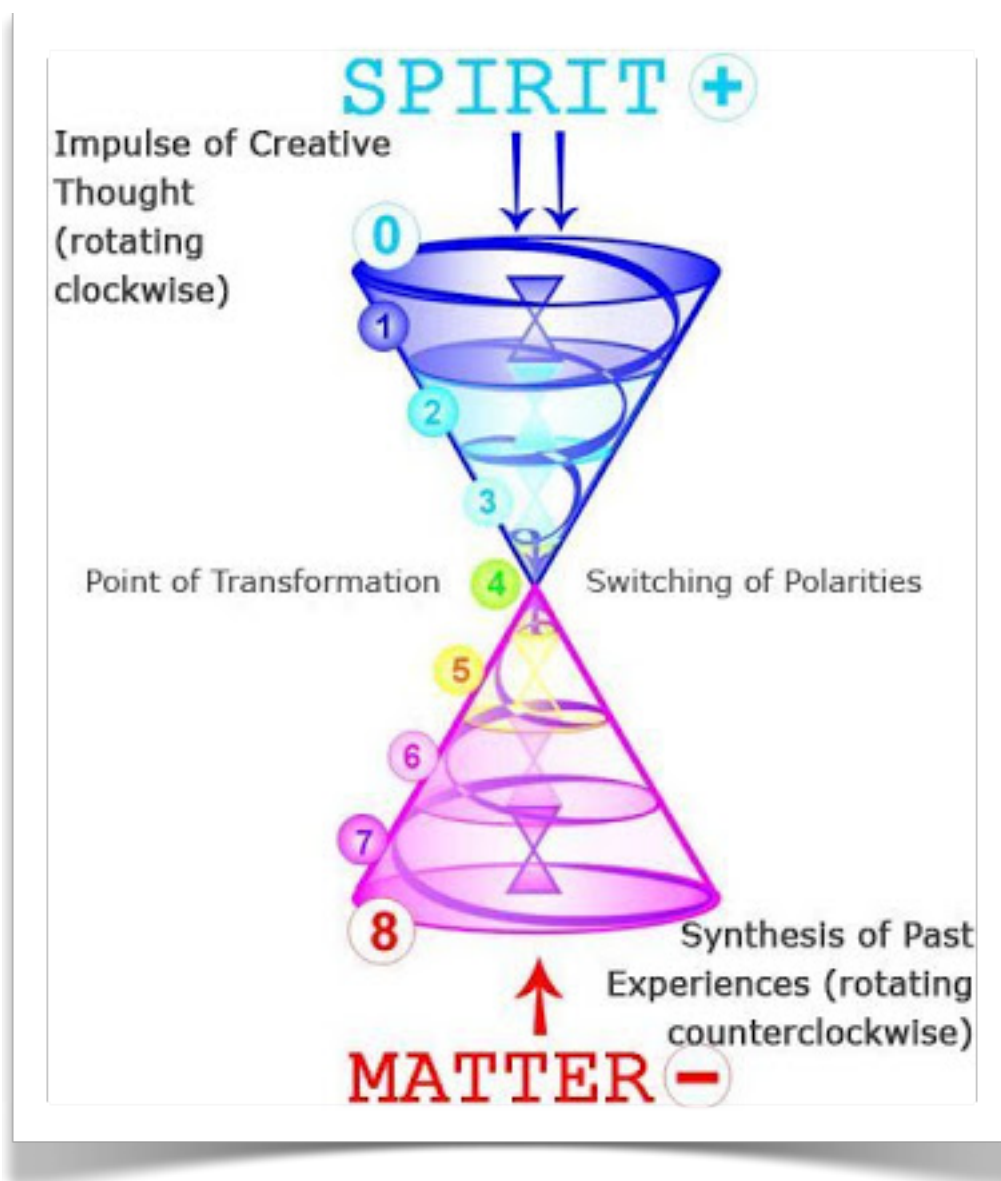 SPIRIT +
Impulse of Creative
Thought
(rotating
clockwise)
0
1
2
3
Point of Transformation 4 Switching of Polarities
5
6
7
8
Synthesis of Past
Experiences (rotating
counterclockwise)
MATTER −